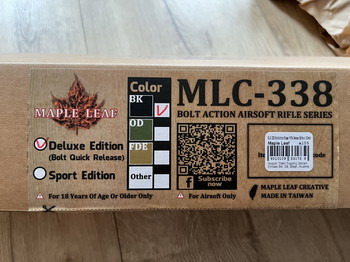 MAPLE LEAF
Deluxe Edition
(Bolt Quick Release)
Sport Edition
For 18 Years Of Age Or Older Only
Color
BK
OD
FDE
Other
MLC-338
BOLT ACTION AIRSOFT RIFLE SERIES
Subscribe
now
For Airsoft Only
Maple Leaf
Ite
code
MAPLE LEAF CREATIVE
MADE IN TAIWAN